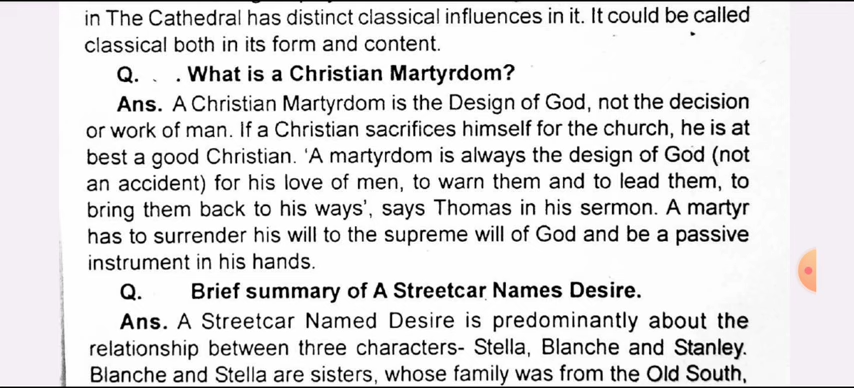 in The Cathedral has distinct classical influences in it. It could be called
classical both in its form and content.
Q. . . What is a Christian Martyrdom?
Ans. A Christian Martyrdom is the Design of God, not the decision
or work of man. If a Christian sacrifices himself for the church, he is at
best a good Christian. 'A martyrdom is always the design of God (not
an accident) for his love of men, to warn them and to lead them, to
bring them back to his ways', says Thomas in his sermon. A martyr
has to surrender his will to the supreme will of God and be a passive
instrument in his hands.
Q. Brief summary of A Streetcar Names Desire.
Ans. A Streetcar Named Desire is predominantly about the
relationship between three characters- Stella, Blanche and Stanley.
Blanche and Stella are sisters, whose family was from the Old South,